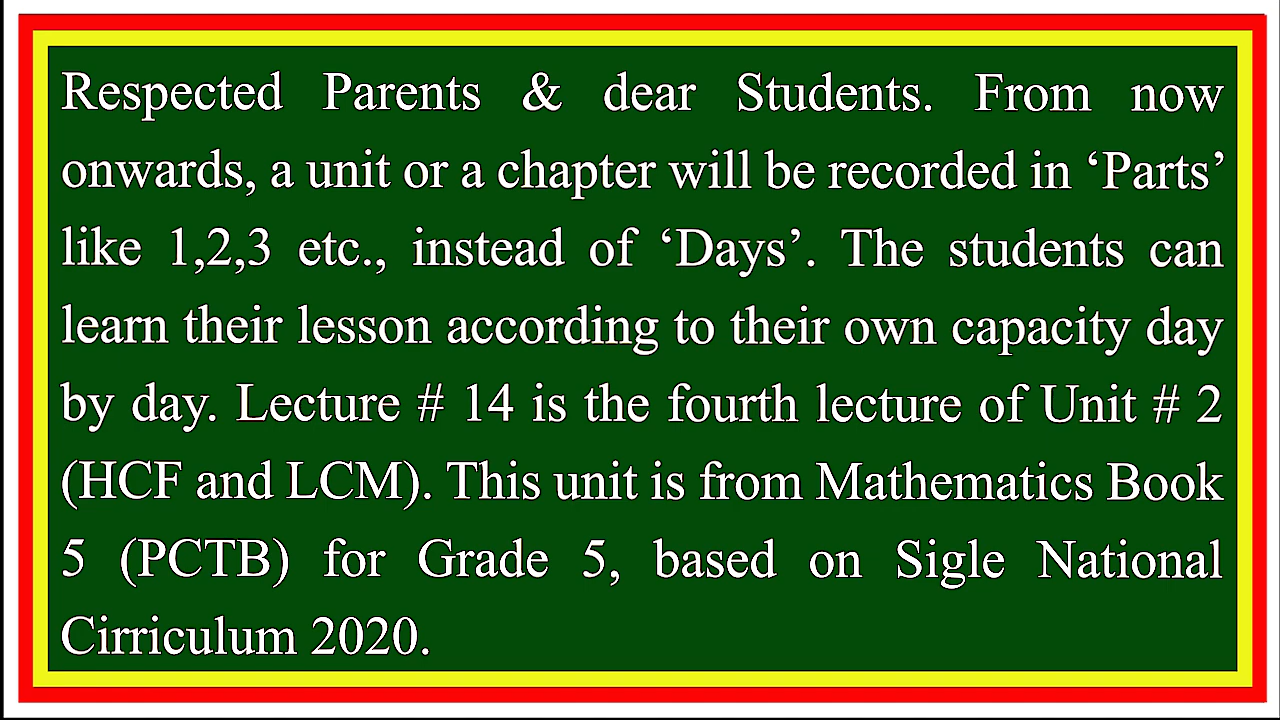 Respected Parents & dear Students. From now
onwards, a unit or a chapter will be recorded in ‘Parts’
like 1,2,3 etc., instead of ‘Days’. The students can
learn their lesson according to their own capacity day
by day. Lecture # 14 is the fourth lecture of Unit # 2
(HCF and LCM). This unit is from Mathematics Book
5 (PCTB) for Grade 5, based on Sigle National
Cirriculum 2020.